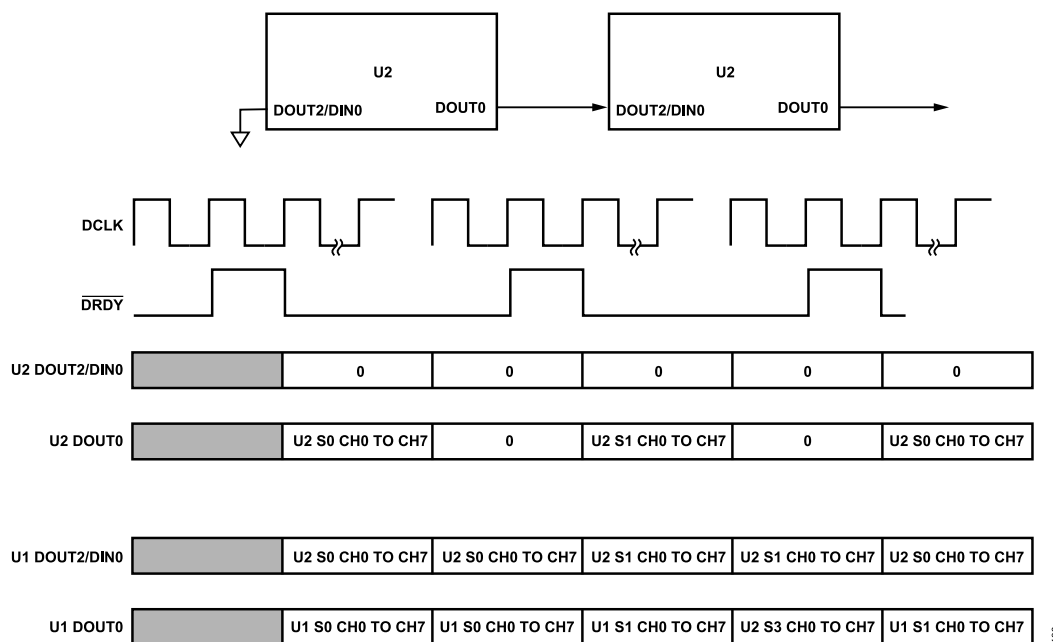 U2
U2
DOUT2/DIN0
DOUT0
DOUT2/DIN0
DOUT0
DCLK
DRDY
U2 DOUT2/DIN0
0
0
0
0
0
U2 DOUT0
U2 S0 CH0 TO CH7
0
U2 S1 CH0 TO CH7
0
U2 S0 CH0 TO CH7
U1 DOUT2/DIN0
U2 S0 CH0 TO CH7
U2 S0 CH0 TO CH7
U2 S1 CH0 TO CH7
U2 S1 CH0 TO CH7
U2 S0 CH0 TO CH7
U1 DOUT0
U1 S0 CH0 TO CH7
U1 S0 CH0 TO CH7
U1 S1 CH0 TO CH7
U2 S3 CH0 TO CH7
U1 S1 CH0 TO CH7